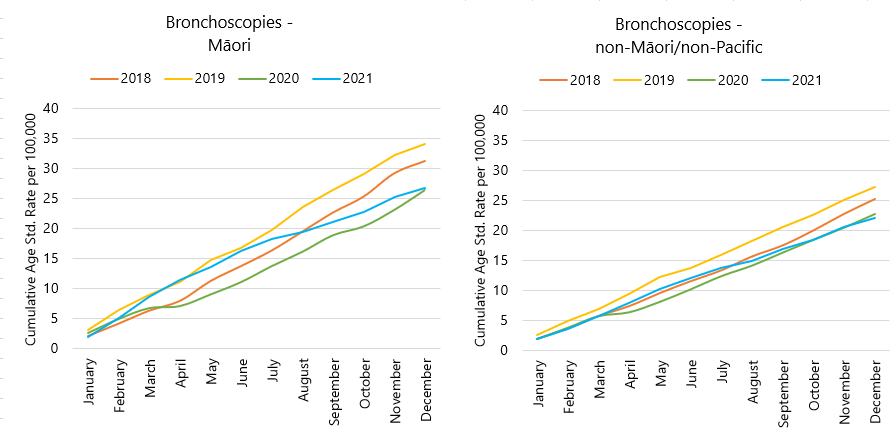 Bronchoscopies -
Māori
2018 2019 2020 2021
Cumulative Age Std. Rate per 100,000
40
35
30
25
20
15
10
5
0
January
February
March
April
May
June
July
August
September
October
November
December
Bronchoscopies -
non-Māori/non-Pacific
2018 2019 2020 2021
Cumulative Age Std. Rate per 100,000
40
35
30
25
20
15
10
5
0
January
February
March
April
May
June
July
August
September
October
November
December